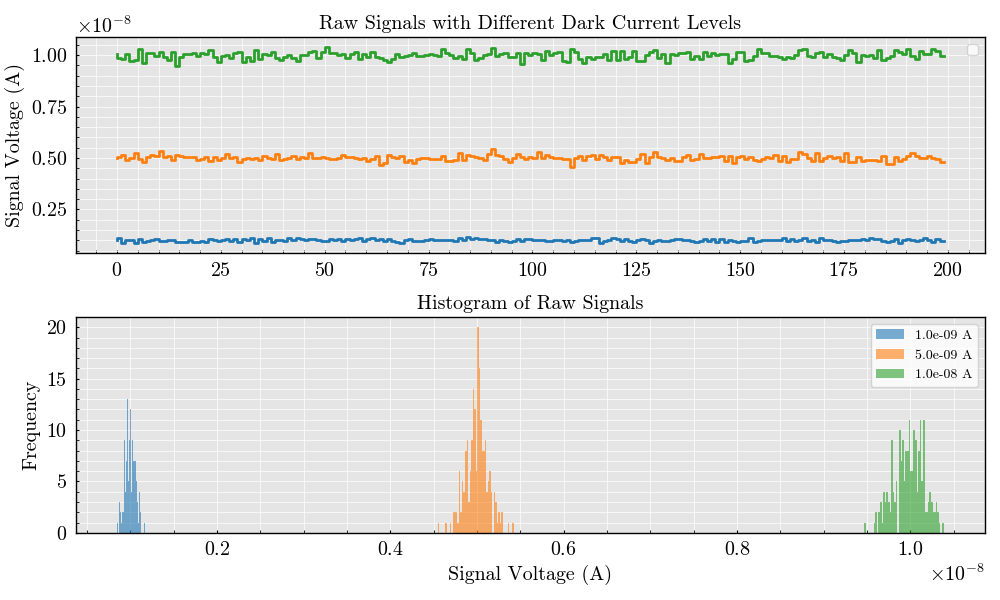 ×10⁻⁸
Raw Signals with Different Dark Current Levels
Signal Voltage (A)
1.00
0.75
0.50
0.25
0 25 50 75 100 125 150 175 200
Histogram of Raw Signals
Frequency
20
15
10
5
0
1.0e-09 A
5.0e-09 A
1.0e-08 A
0.2 0.4 0.6 0.8 1.0
Signal Voltage (A)
×10⁻⁸